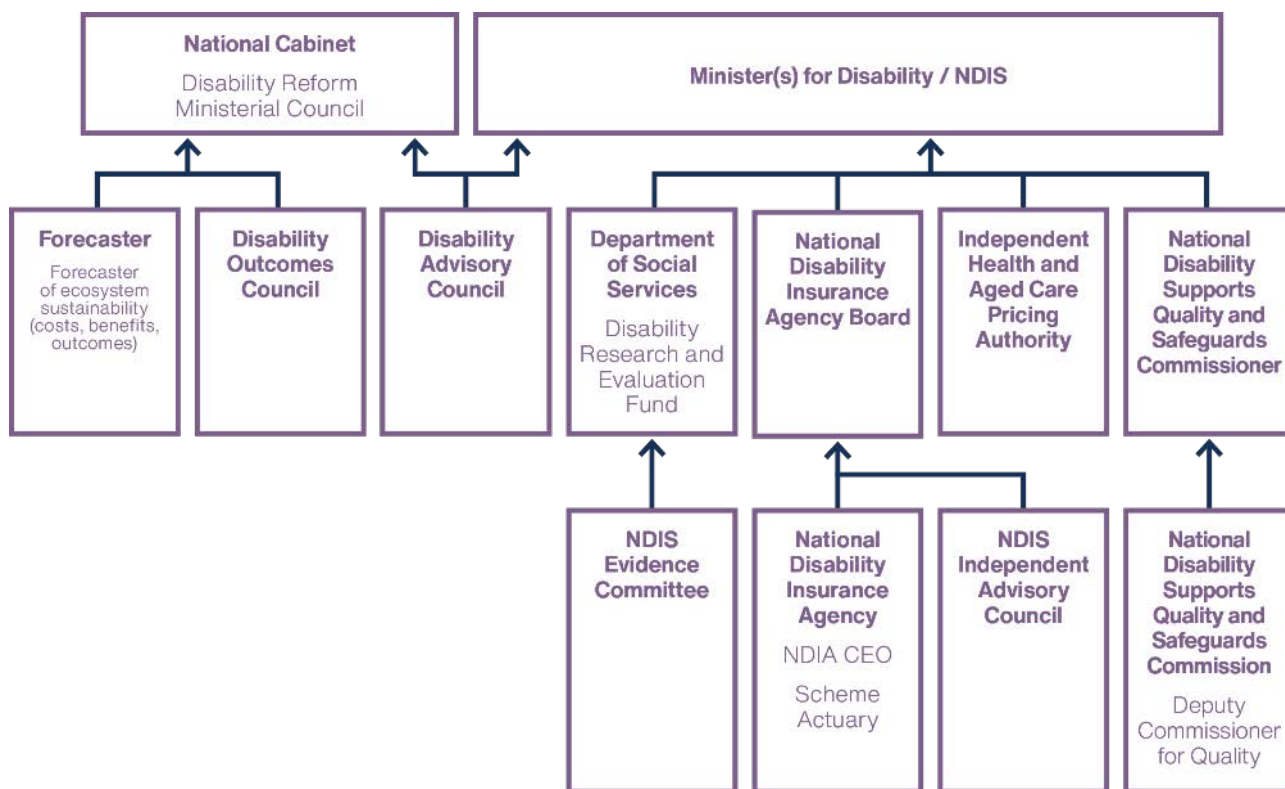 National Cabinet
Disability Reform
Ministerial Council
Minister(s) for Disability / NDIS
Forecaster
Forecaster
of ecosystem
sustainability
(costs, benefits,
outcomes)
Disability
Outcomes
Council
Disability
Advisory
Council
Department
of Social
Services
Disability
Research and
Evaluation
Fund
National
Disability
Insurance
Agency Board
Independent
Health and
Aged Care
Pricing
Authority
National
Disability
Supports
Quality and
Safeguards
Commissioner
NDIS
Evidence
Committee
National
Disability
Insurance
Agency
NDIA CEO
Scheme
Actuary
NDIS
Independent
Advisory
Council
National
Disability
Supports
Quality and
Safeguards
Commission
Deputy
Commissioner
for Quality